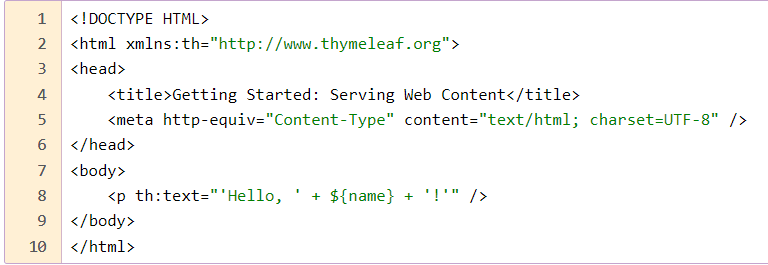 1 <!DOCTYPE HTML>
2 <html xmlns:th="http://www.thymeleaf.org">
3 <head>
4     <title>Getting Started: Serving Web Content</title>
5     <meta http-equiv="Content-Type" content="text/html; charset=UTF-8" />
6 </head>
7 <body>
8     <p th:text="'Hello, ' + ${name} + '!'" />
9 </body>
10 </html>